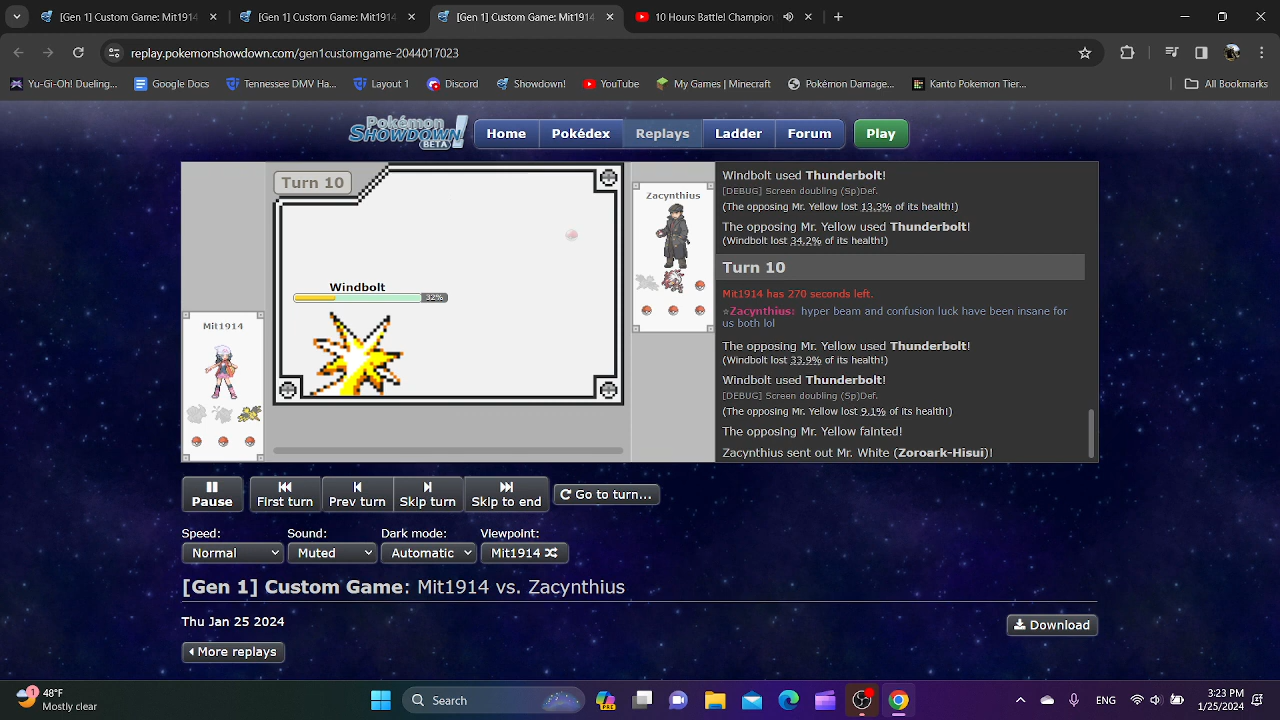 [Gen 1] Custom Game: Mit1914
[Gen 1] Custom Game: Mit1914
[Gen 1] Custom Game: Mit1914
10 Hours Battel Champion
replay.pokemonshowdown.com/gen1customgame-2044017023
Yu-Gi-Oh! Dueling...
Google Docs
Tennessee DMV Ha...
Layout 1
Discord
Showdown!
YouTube
My Games | Minecraft
Pokémon Damage...
Kanto Pokemon Tier...
All Bookmarks
Pokémon
SHOWDOWN!
BETA
Home
Pokédex
Replays
Ladder
Forum
Play
Turn 10
Windbolt
32%
Mit1914
Zacynthius
Windbolt used Thunderbolt!
[DEBUG] Screen doubling (Sp)Def.
(The opposing Mr. Yellow lost 13.3% of its health!)
The opposing Mr. Yellow used Thunderbolt!
(Windbolt lost 34.2% of its health!)
Turn 10
Mit1914 has 270 seconds left.
☆Zacynthius: hyper beam and confusion luck have been insane for
us both lol
The opposing Mr. Yellow used Thunderbolt!
(Windbolt lost 33.9% of its health!)
Windbolt used Thunderbolt!
[DEBUG] Screen doubling (Sp)Def.
(The opposing Mr. Yellow lost 9.1% of its health!)
The opposing Mr. Yellow fainted!
Zacynthius sent out Mr. White (Zoroark-Hisui)!
Pause
First turn
Prev turn
Skip turn
Skip to end
Go to turn...
Speed:
Sound:
Dark mode:
Viewpoint:
Normal
Muted
Automatic
Mit1914
[Gen 1] Custom Game: Mit1914 vs. Zacynthius
Thu Jan 25 2024
Download
More replays
1
48°F
Mostly clear
Search
PRE
ENG
3:23 PM
1/25/2024